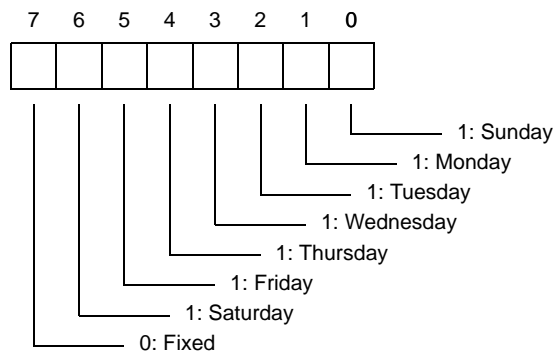 7 6 5 4 3 2 1 0
1: Sunday
1: Monday
1: Tuesday
1: Wednesday
1: Thursday
1: Friday
1: Saturday
0: Fixed